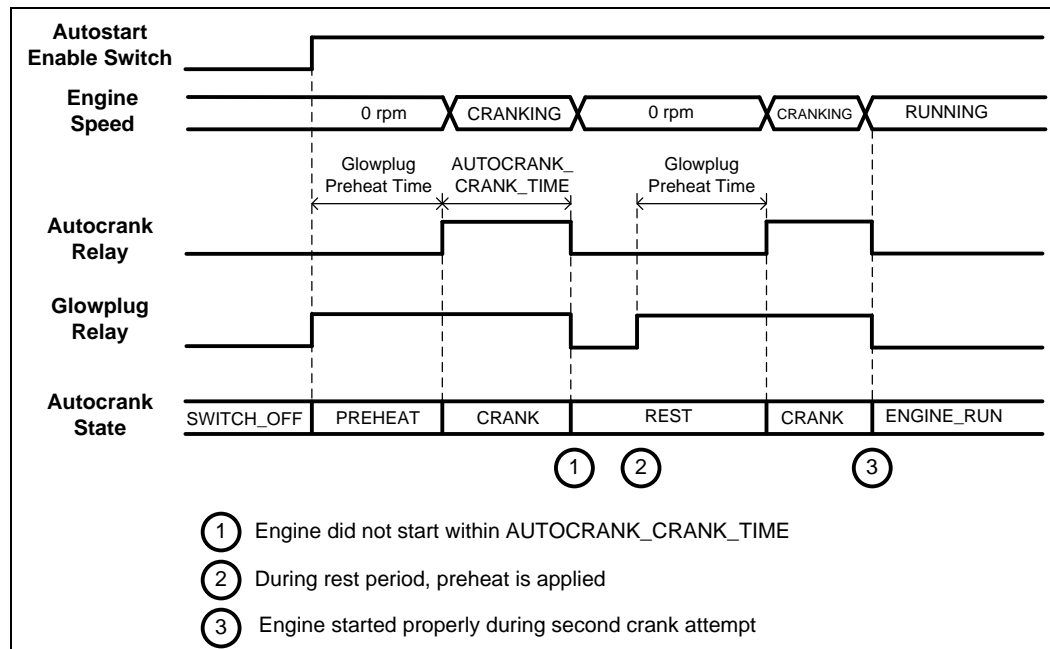 Autostart
Enable Switch
Engine
Speed
0 rpm
CRANKING
0 rpm
CRANKING
RUNNING
Glowplug
Preheat Time
AUTOCRANK_
CRANK_TIME
Glowplug
Preheat Time
Autocrank
Relay
Glowplug
Relay
Autocrank
State
SWITCH_OFF
PREHEAT
CRANK
REST
CRANK
ENGINE_RUN
1
2
3
1 Engine did not start within AUTOCRANK_CRANK_TIME
2 During rest period, preheat is applied
3 Engine started properly during second crank attempt